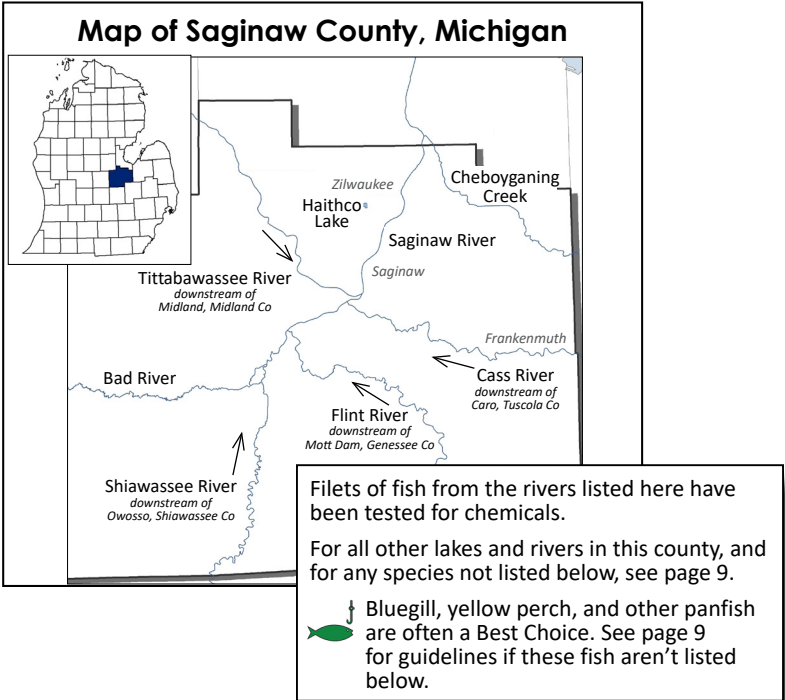 Map of Saginaw County, Michigan
Zilwaukee
Haithco
Lake
Cheboyganing
Creek
Saginaw River
Saginaw
Tittabawassee River
downstream of
Midland, Midland Co
Frankenmuth
Bad River
Cass River
downstream of
Caro, Tuscola Co
Flint River
downstream of
Mott Dam, Genessee Co
Shiawassee River
downstream of
Owosso, Shiawassee Co
Filets of fish from the rivers listed here have
been tested for chemicals.
For all other lakes and rivers in this county, and
for any species not listed below, see page 9.
Bluegill, yellow perch, and other panfish
are often a Best Choice. See page 9
for guidelines if these fish aren't listed
below.